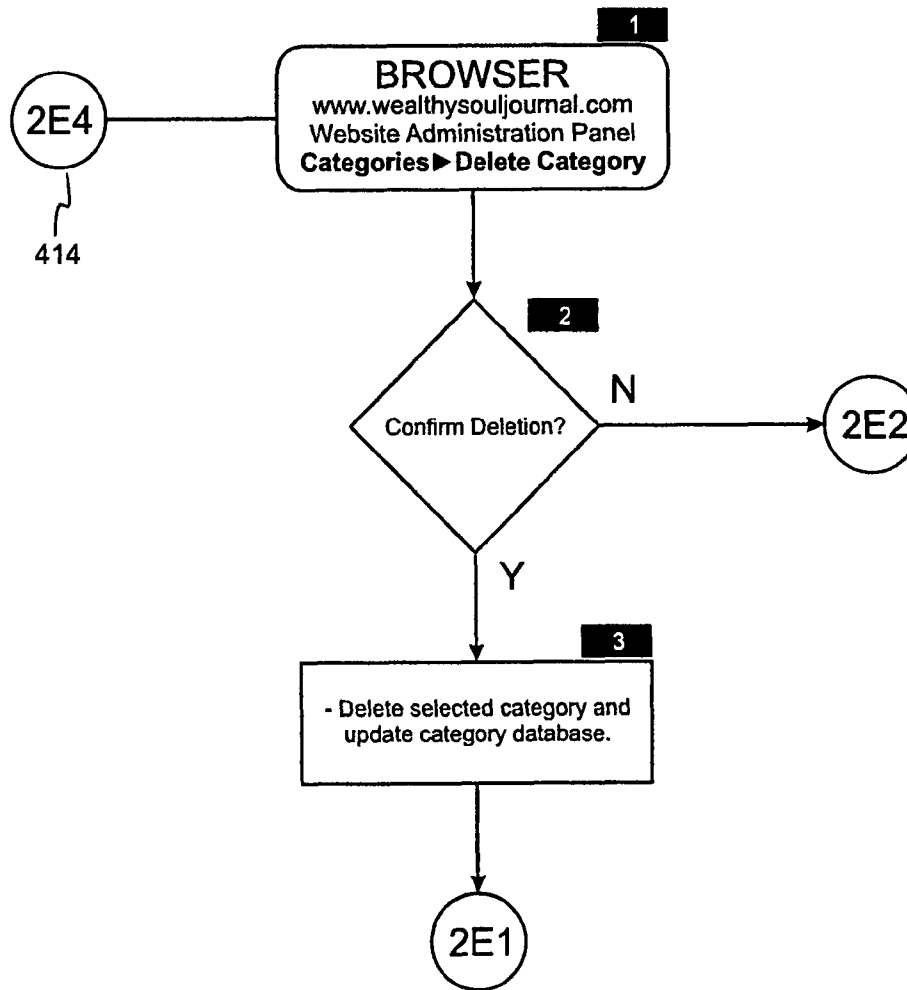 1
BROWSER
www.wealthysouljournal.com
Website Administration Panel
Categories►Delete Category
2E4
414
2
Confirm Deletion?
N
2E2
Y
3
- Delete selected category and
update category database.
2E1